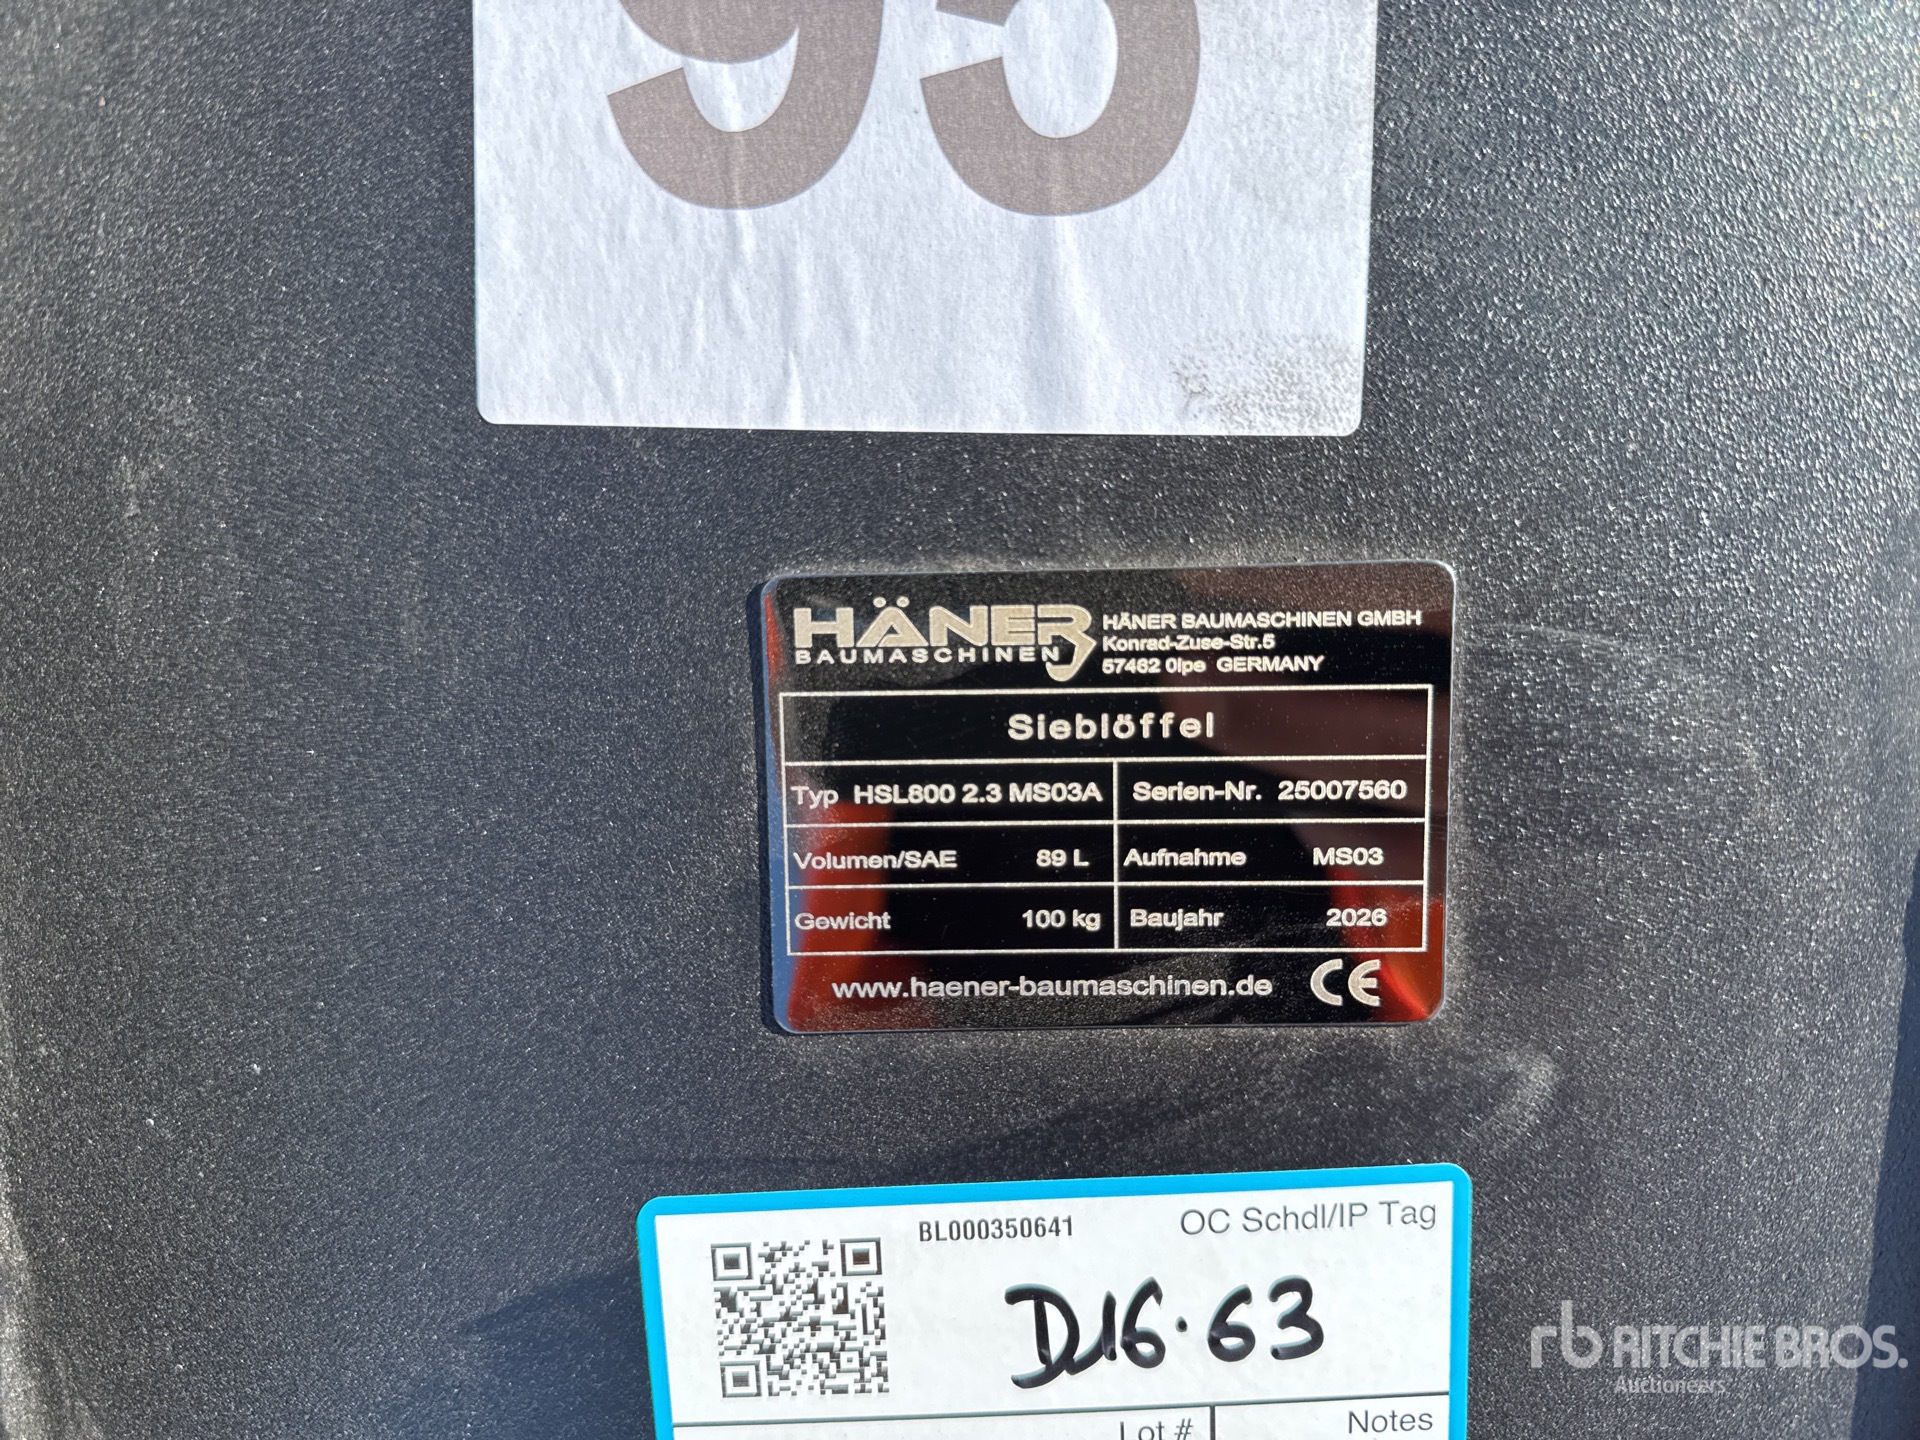 95
HÄNER
BAUMASCHINEN
HÄNER BAUMASCHINEN GMBH
Konrad-Zuse-Str.5
57462 Olpe GERMANY
Sieblöffel
Typ HSL800 2.3 MS03A
Serien-Nr. 25007560
Volumen/SAE 89 L
Aufnahme MS03
Gewicht 100 kg
Baujahr 2026
www.haener-baumaschinen.de CE
BL000350641
OC Schdl/IP Tag
D16.63
Lot #
Notes
rb RITCHIE BROS.
Auctioneers